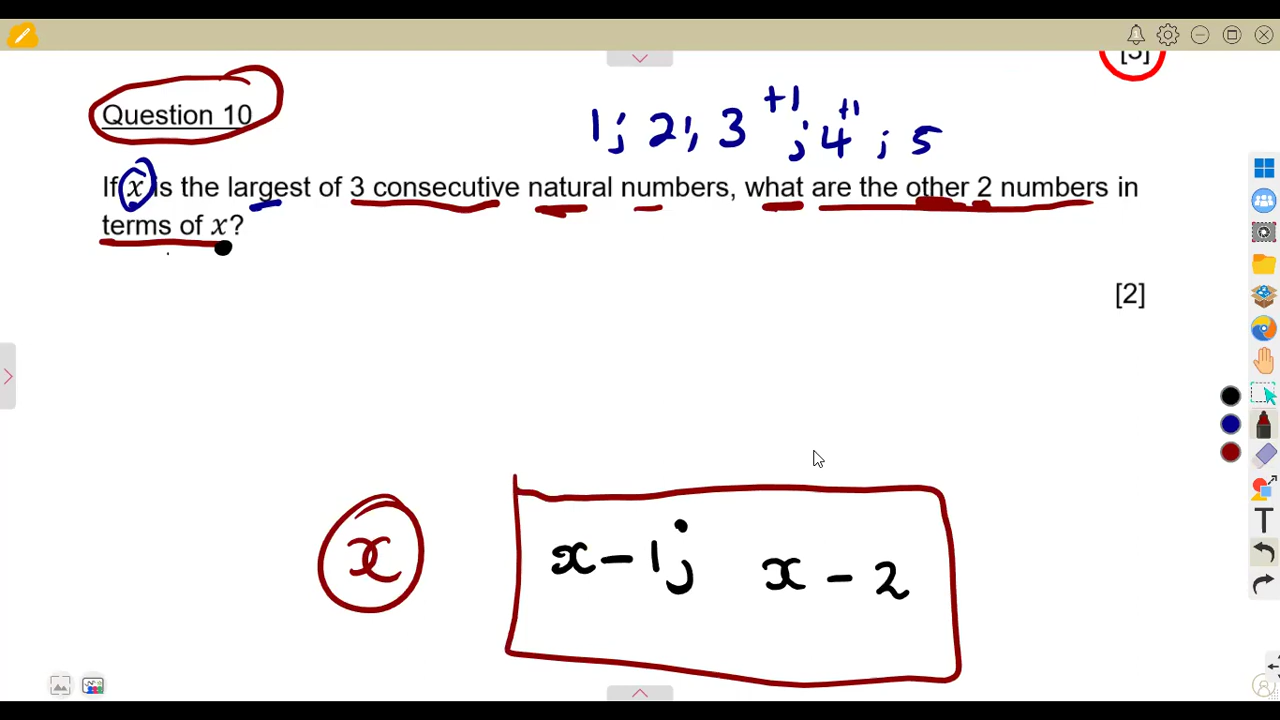 [3]
Question 10
1; 2; 3 +1 ; 4 +1 ; 5
If x is the largest of 3 consecutive natural numbers, what are the other 2 numbers in
terms of x?
[2]
x
x - 1; x - 2
T